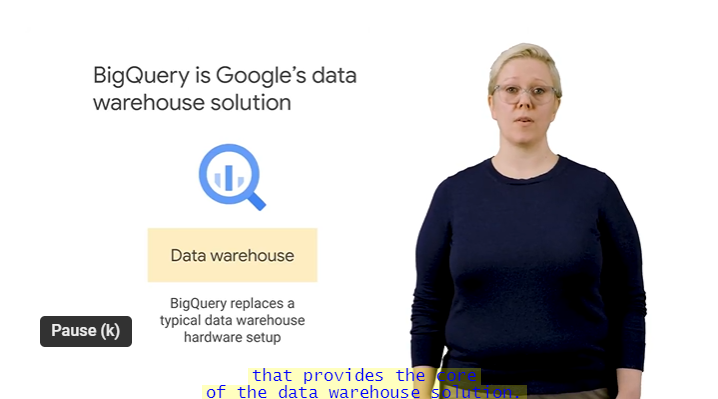 BigQuery is Google's data
warehouse solution
Data warehouse
BigQuery replaces a
typical data warehouse
hardware setup
Pause (k)
that provides the core
of the data warehouse solution.